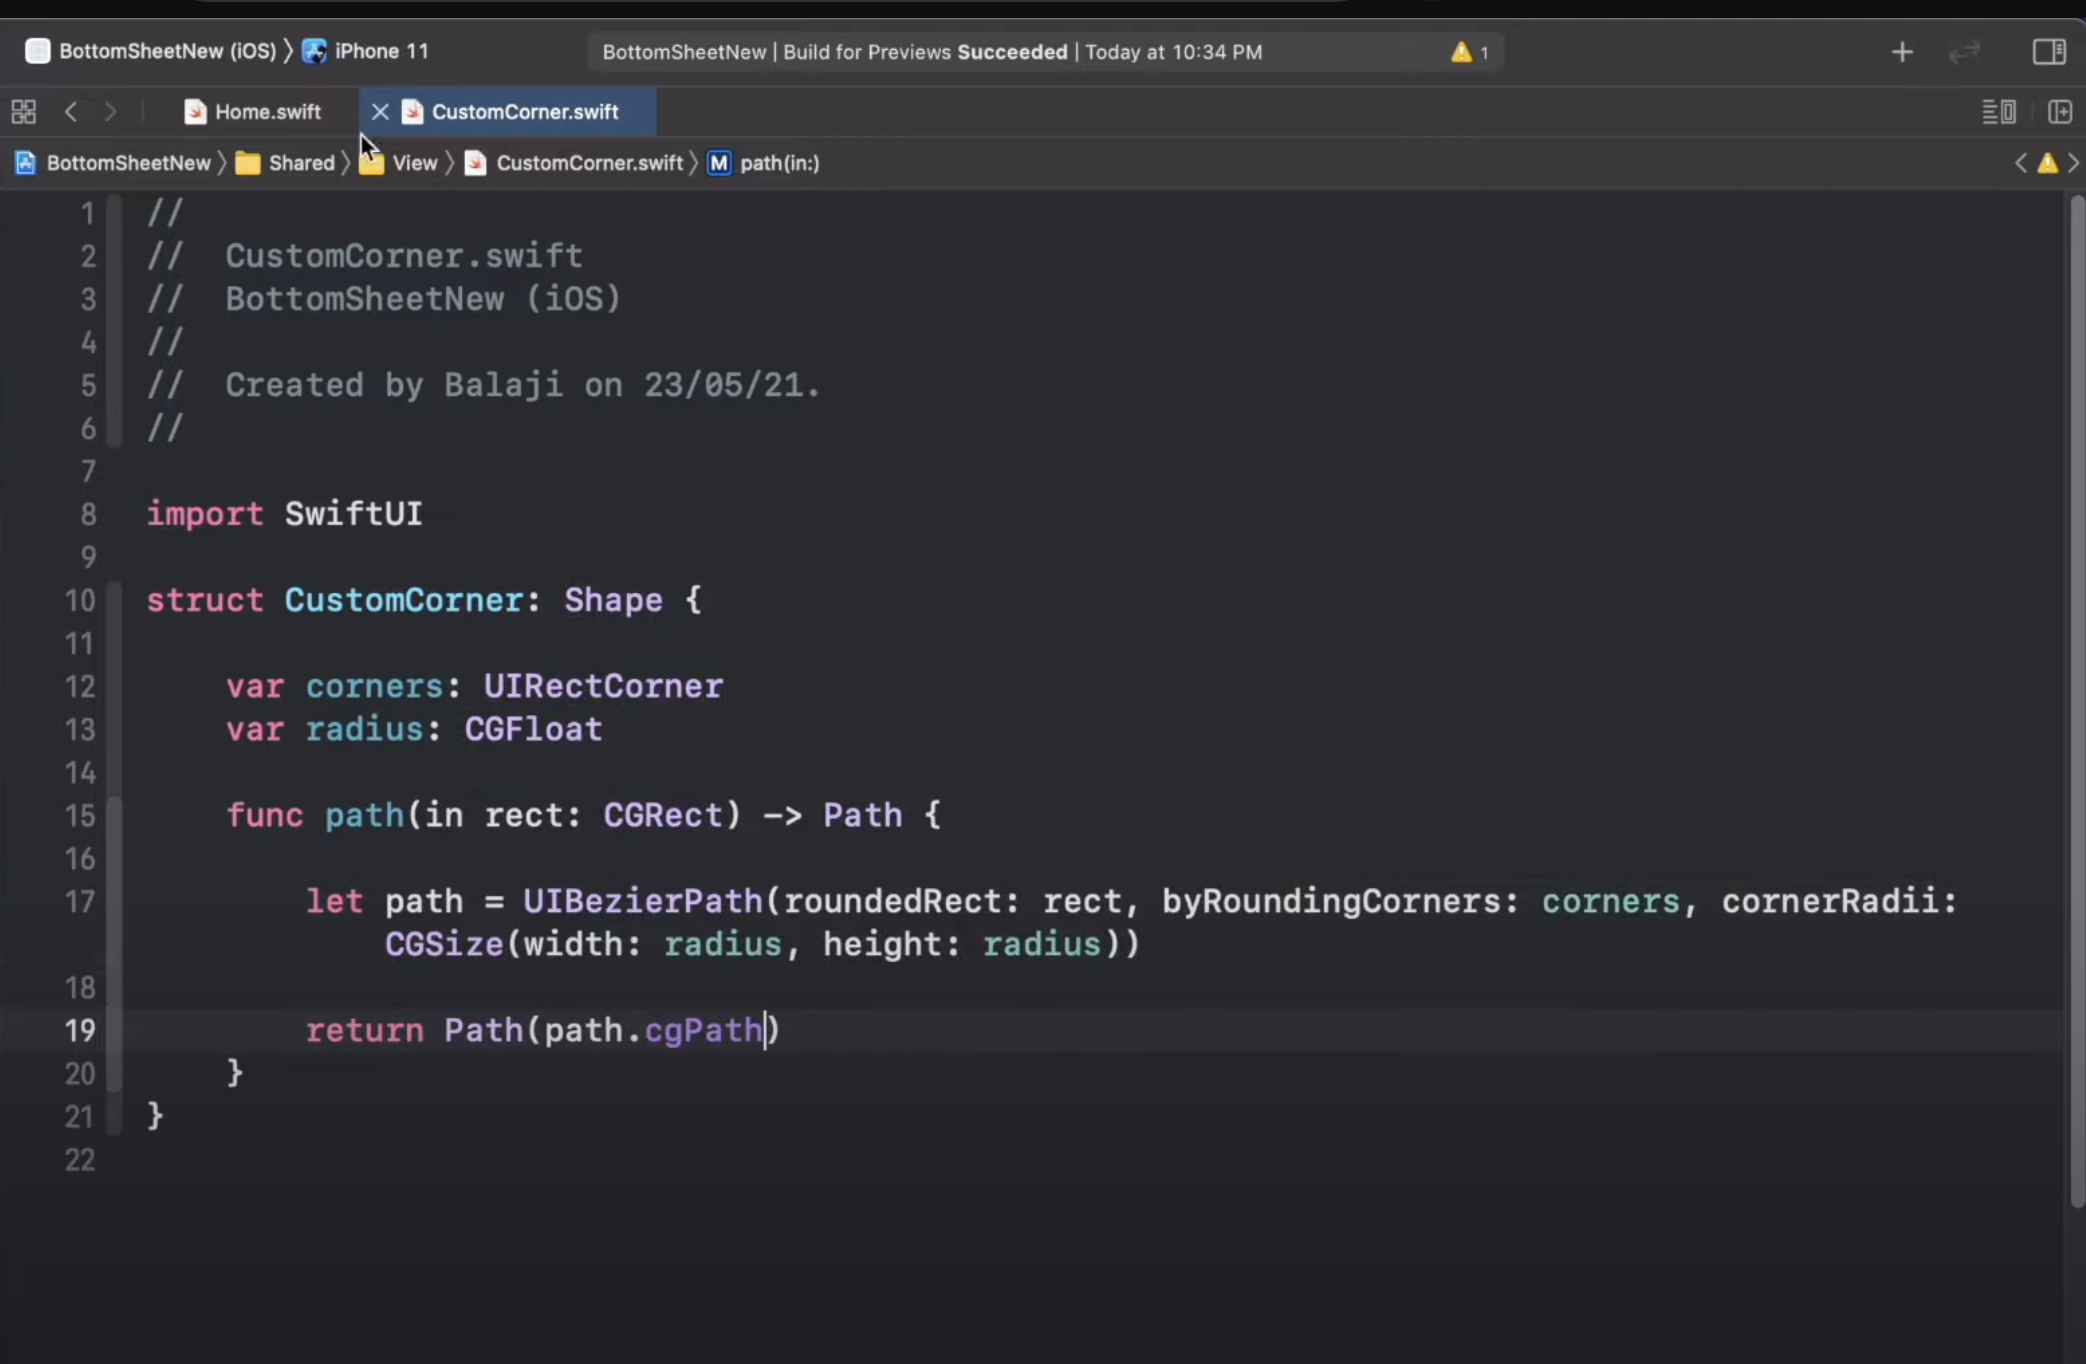 BottomSheetNew (iOS) 〉 iPhone 11
BottomSheetNew | Build for Previews Succeeded | Today at 10:34 PM
1
Home.swift
CustomCorner.swift
BottomSheetNew 〉 Shared 〉 View 〉 CustomCorner.swift 〉 M path(in:)
1 //
2 //  CustomCorner.swift
3 //  BottomSheetNew (iOS)
4 //
5 //  Created by Balaji on 23/05/21.
6 //
7
8 import SwiftUI
9
10 struct CustomCorner: Shape {
11
12     var corners: UIRectCorner
13     var radius: CGFloat
14
15     func path(in rect: CGRect) -> Path {
16
17         let path = UIBezierPath(roundedRect: rect, byRoundingCorners: corners, cornerRadii:
            CGSize(width: radius, height: radius))
18
19         return Path(path.cgPath)
20     }
21 }
22